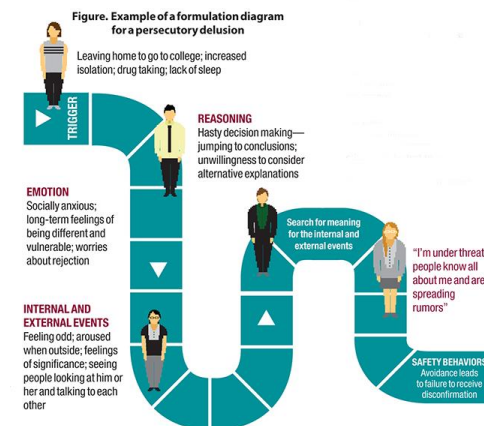 Figure. Example of a formulation diagram
for a persecutory delusion
Leaving home to go to college; increased
isolation; drug taking; lack of sleep
TRIGGER
REASONING
Hasty decision making—
jumping to conclusions;
unwillingness to consider
alternative explanations
EMOTION
Socially anxious;
long-term feelings of
being different and
vulnerable; worries
about rejection
Search for meaning
for the internal and
external events
"I'm under threat
people know all
about me and are
spreading
rumors"
INTERNAL AND
EXTERNAL EVENTS
Feeling odd; aroused
when outside; feelings
of significance; seeing
people looking at him or
her and talking to each
other
SAFETY BEHAVIORS
Avoidance leads
to failure to receive
disconfirmation